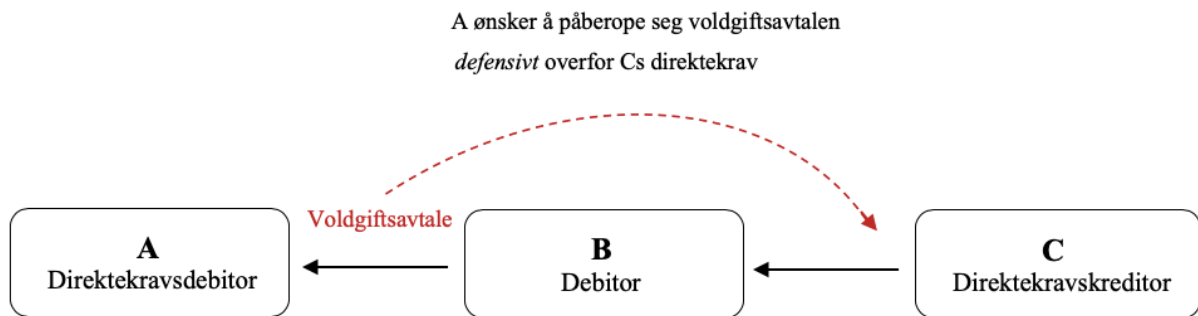 A ønsker å påberope seg voldgiftsavtalen
defensivt overfor Cs direktekrav
Voldgiftsavtale
A
Direktekravsdebitor
B
Debitor
C
Direktekravskreditor